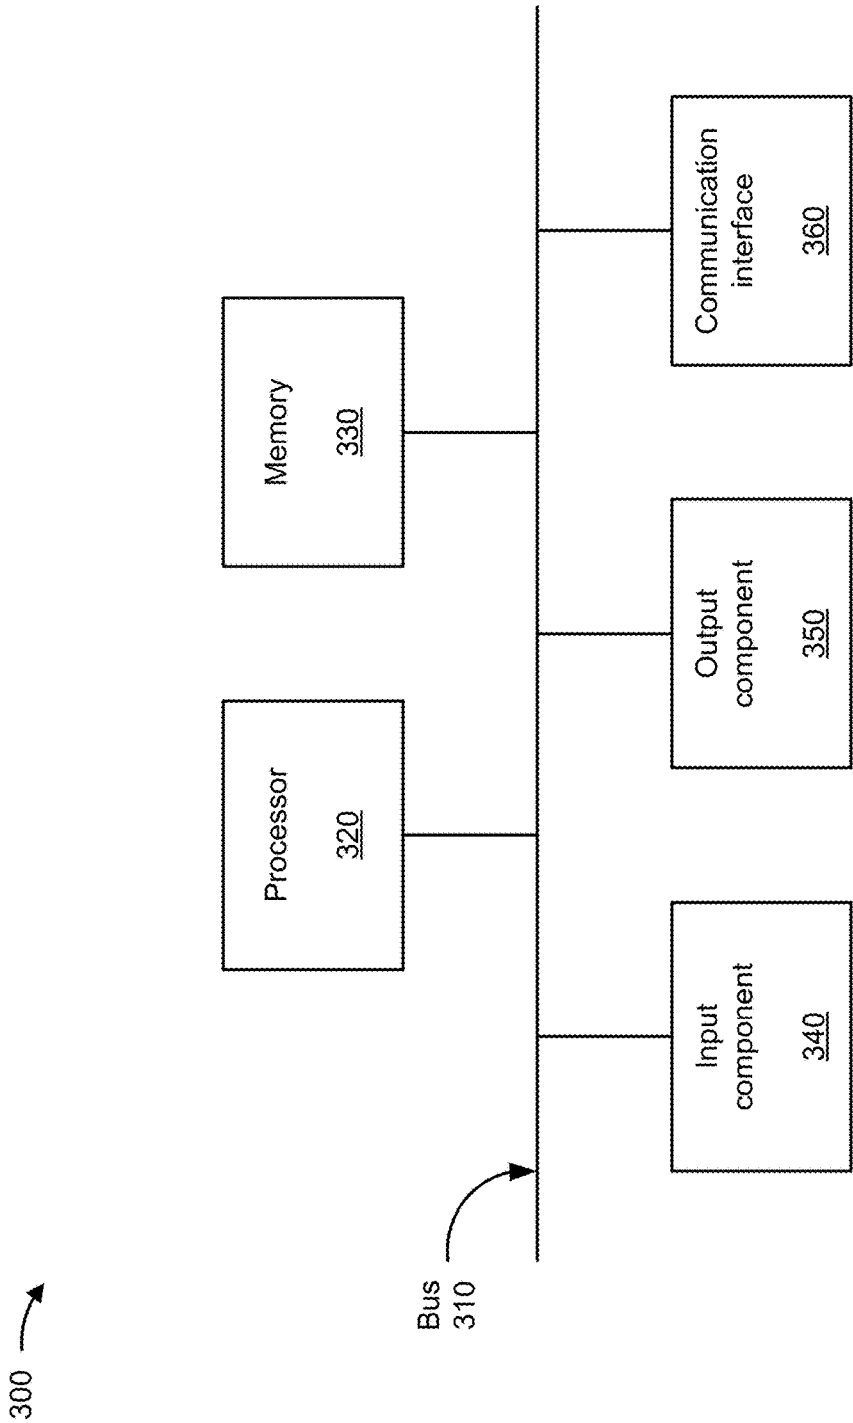 300
Bus
310
Processor
320
Memory
330
Input
component
340
Output
component
350
Communication
interface
360